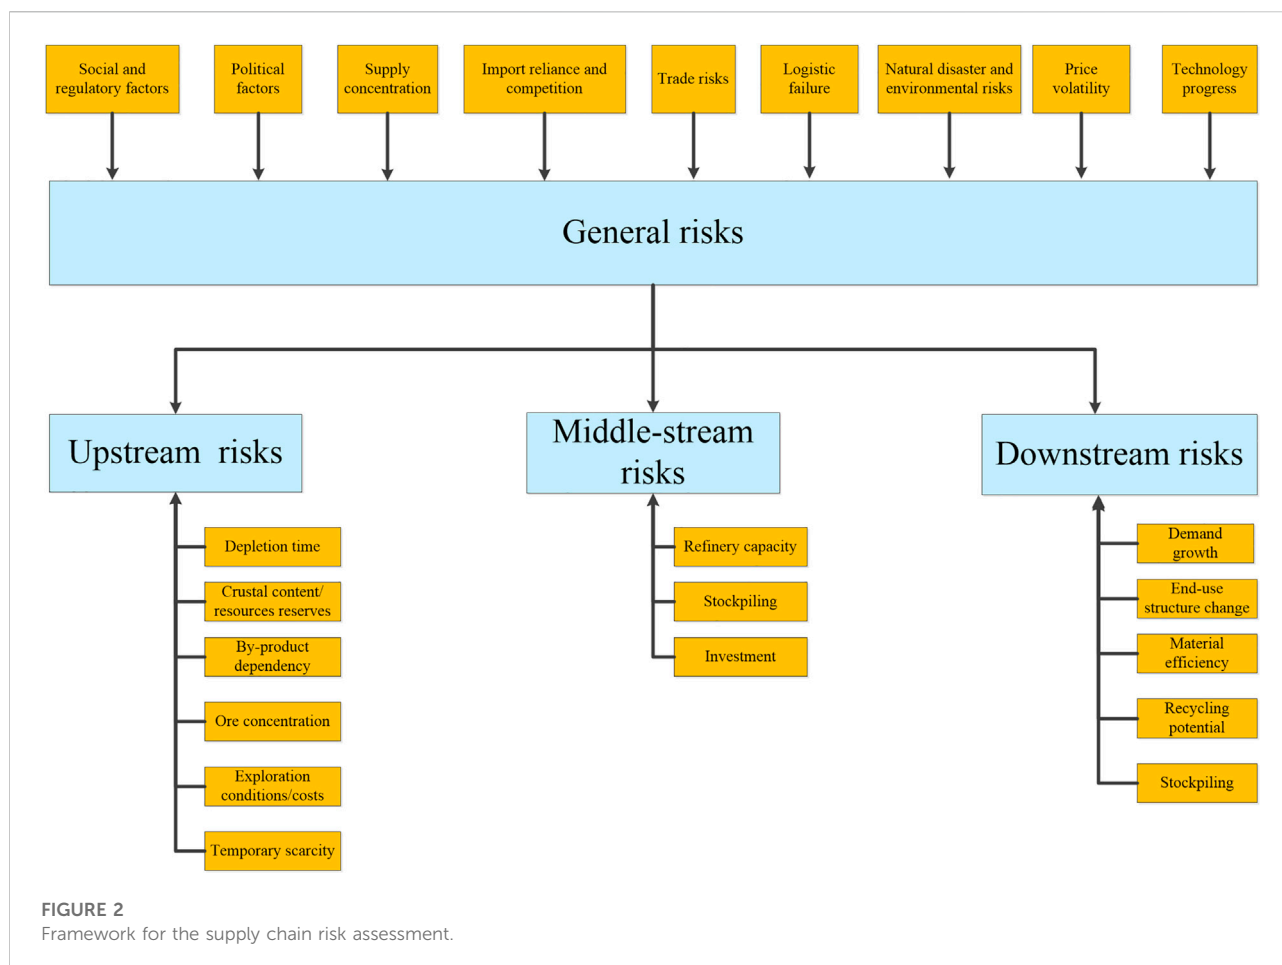 Social and
regulatory factors
Political
factors
Supply
concentration
Import reliance and
competition
Trade risks
Logistic
failure
Natural disaster and
environmental risks
Price
volatility
Technology
progress
General risks
Upstream risks
Middle-stream
risks
Downstream risks
Depletion time
Crustal content/
resources reserves
By-product
dependency
Ore concentration
Exploration
conditions/costs
Temporary scarcity
Refinery capacity
Stockpiling
Investment
Demand
growth
End-use
structure change
Material
efficiency
Recycling
potential
Stockpiling
FIGURE 2
Framework for the supply chain risk assessment.